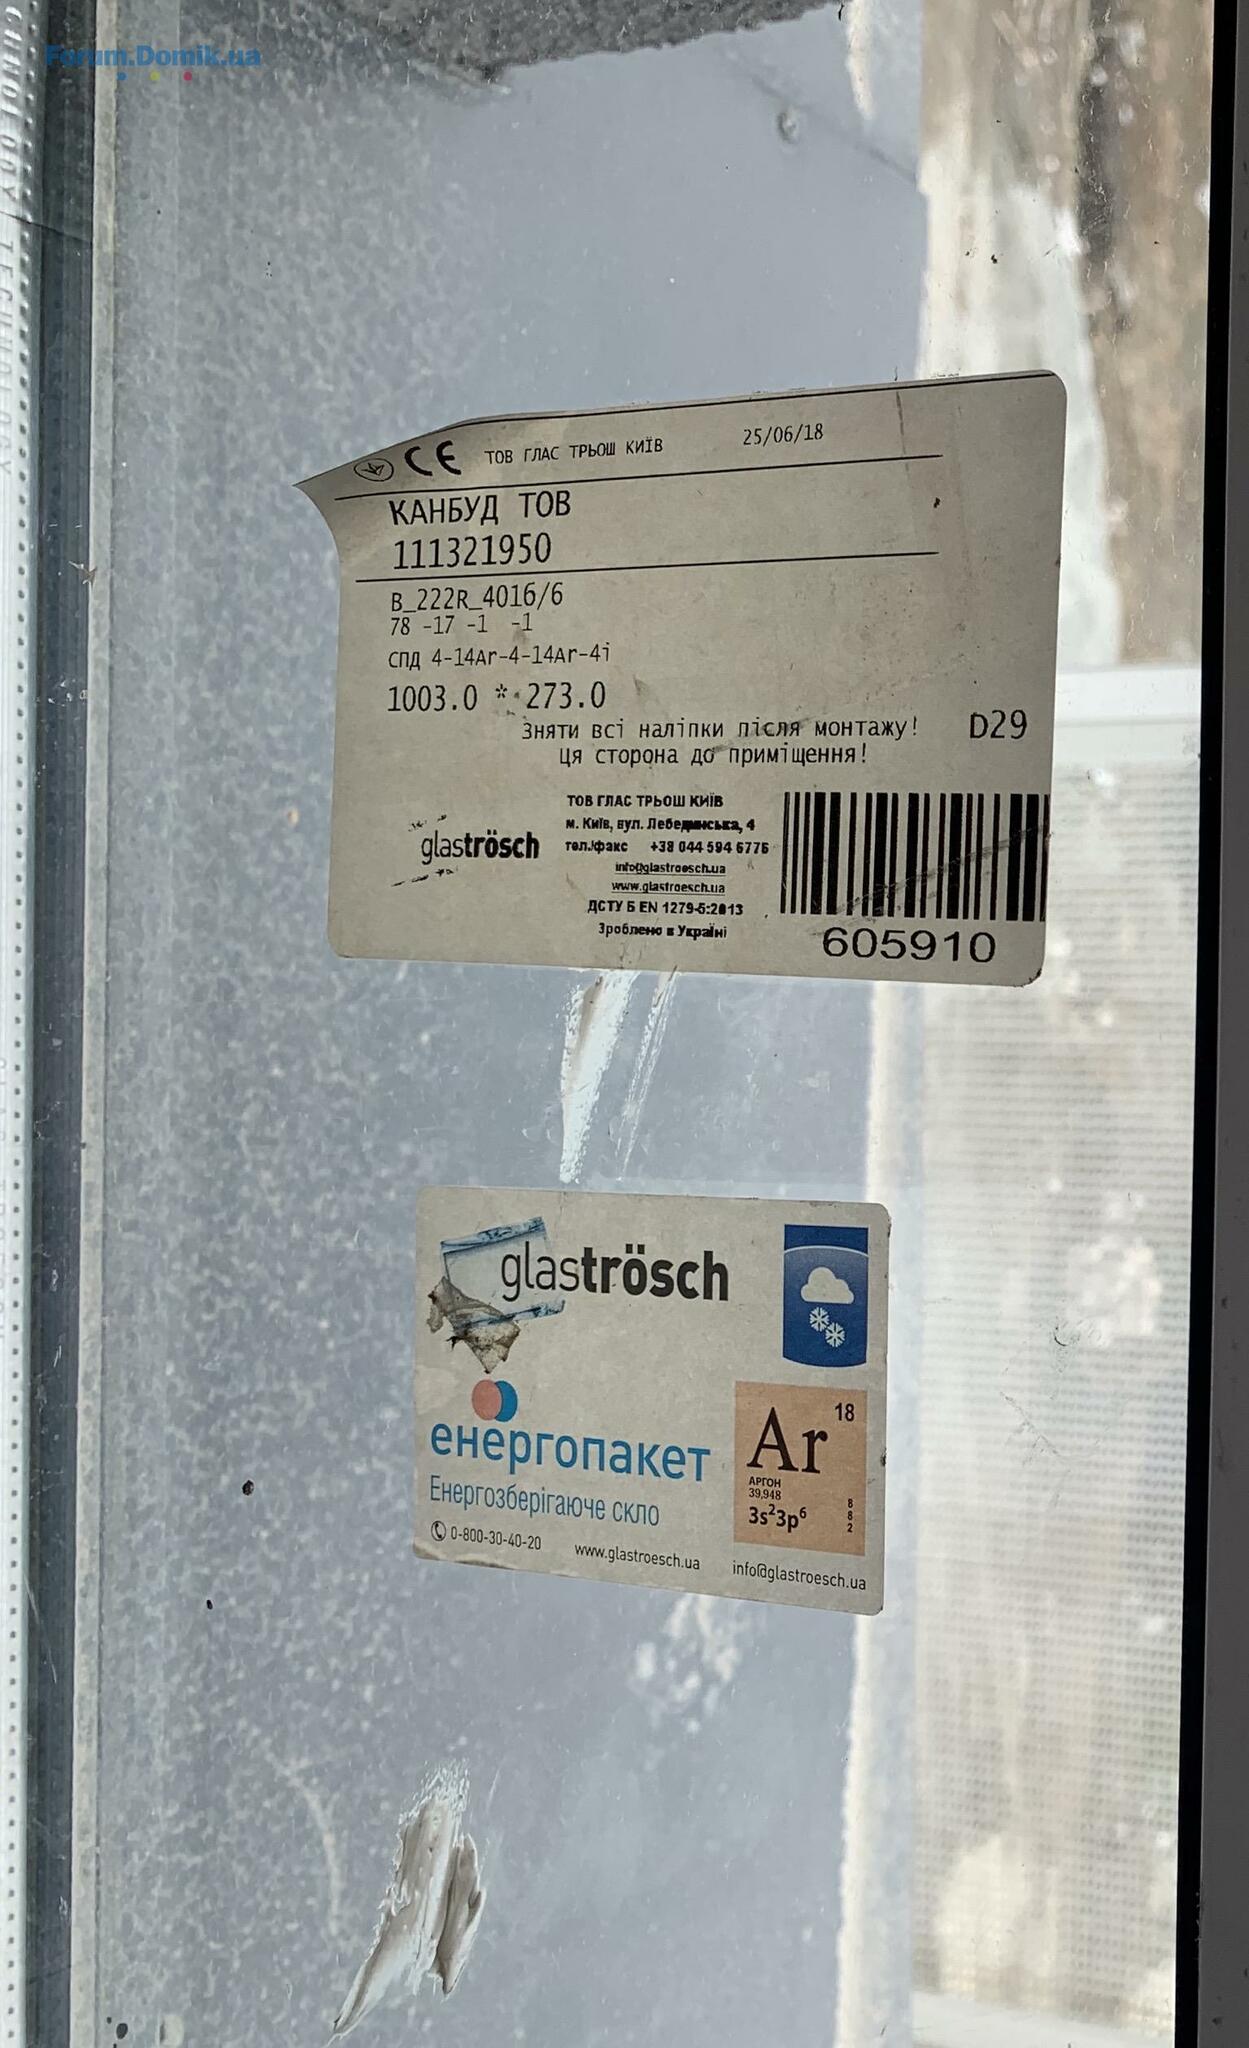 Forum.Domik.ua
CE ТОВ ГЛАС ТРЬОШ КИЇВ 25/06/18
КАНБУД ТОВ
111321950
B_222R_4016/6
78 -17 -1 -1
СПД 4-14Ar-4-14Ar-4i
1003.0 * 273.0
Зняти всі наліпки після монтажу! D29
Ця сторона до приміщення!
glaströsch
ТОВ ГЛАС ТРЬОШ КИЇВ
м. Київ, вул. Лебединська, 4
тел./факс +38 044 594 6776
info@glastroesch.ua
www.glastroesch.ua
ДСТУ Б EN 1279-5:2013
Зроблено в Україні
605910
glaströsch
енергопакет
Енергозберігаюче скло
0-800-30-40-20 www.glastroesch.ua info@glastroesch.ua
18
Ar
АРГОН
39,948
3s²3p⁶
8
8
2